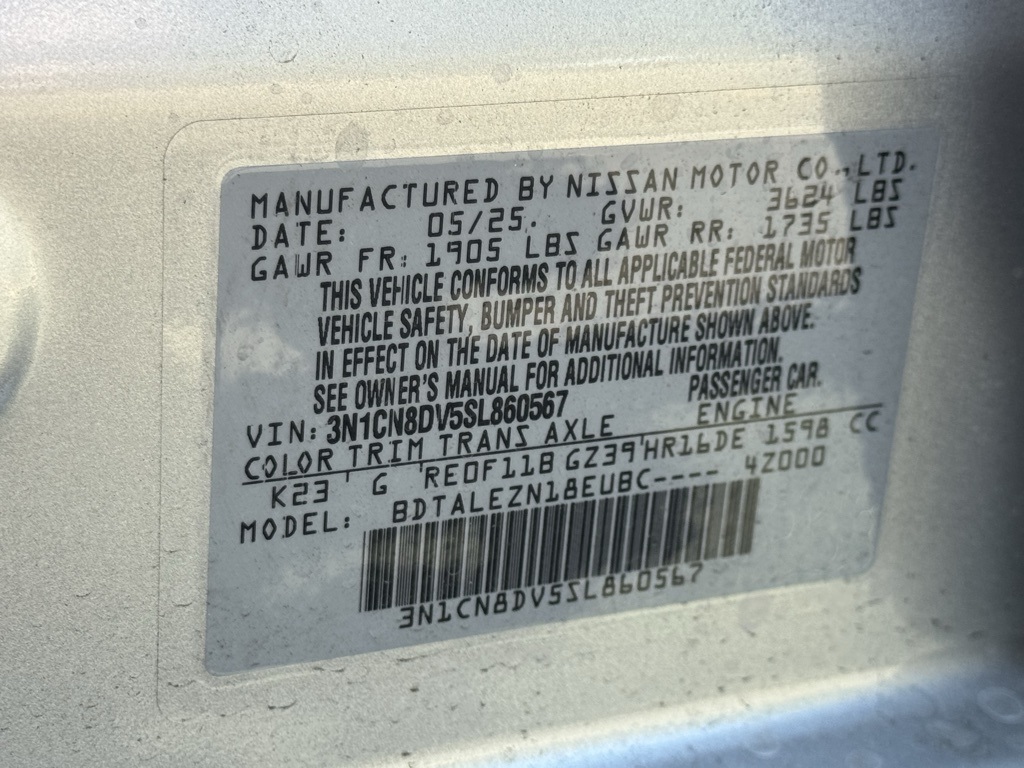 MANUFACTURED BY NISSAN MOTOR CO.,LTD.
DATE: 05/25. GVWR: 3624 LBS
GAWR FR: 1905 LBS GAWR RR: 1735 LBS
THIS VEHICLE CONFORMS TO ALL APPLICABLE FEDERAL MOTOR
VEHICLE SAFETY, BUMPER AND THEFT PREVENTION STANDARDS
IN EFFECT ON THE DATE OF MANUFACTURE SHOWN ABOVE.
SEE OWNER'S MANUAL FOR ADDITIONAL INFORMATION.
VIN: 3N1CN8DV5SL860567 PASSENGER CAR.
COLOR TRIM TRANS AXLE ENGINE
K23 ' G 'RE0F11B GZ39'HR16DE 1598 CC
MODEL: BDTALEZN18EUBC---- 4Z000
3N1CN8DV5SL860567